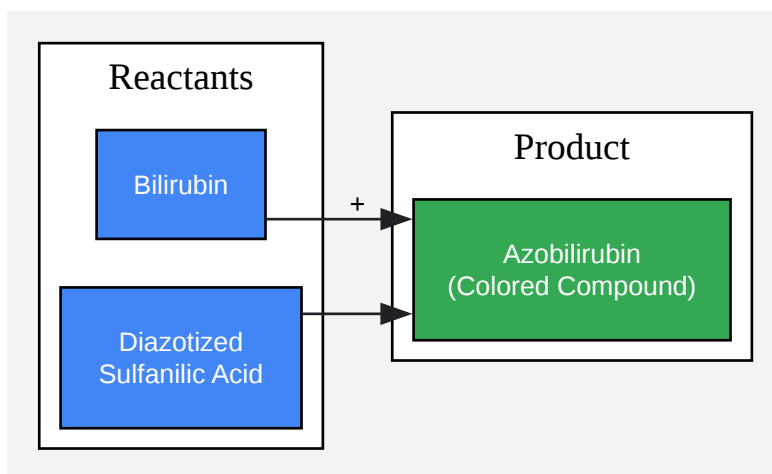 Reactants
Bilirubin
Diazotized
Sulfanilic Acid
+
Product
Azobilirubin
(Colored Compound)